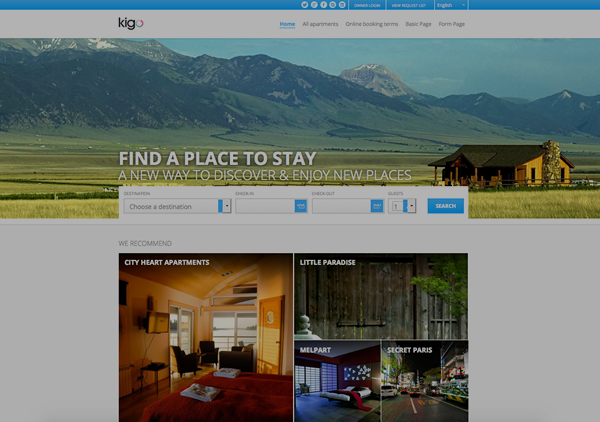 OWNER LOGIN VIEW REQUEST LIST English
kigo
Home All apartments Online booking terms Basic Page Form Page
FIND A PLACE TO STAY
A NEW WAY TO DISCOVER & ENJOY NEW PLACES
DESTINATION CHECK-IN CHECK-OUT GUESTS
Choose a destination 1 SEARCH
WE RECOMMEND
CITY HEART APARTMENTS LITTLE PARADISE
MELPART SECRET PARIS